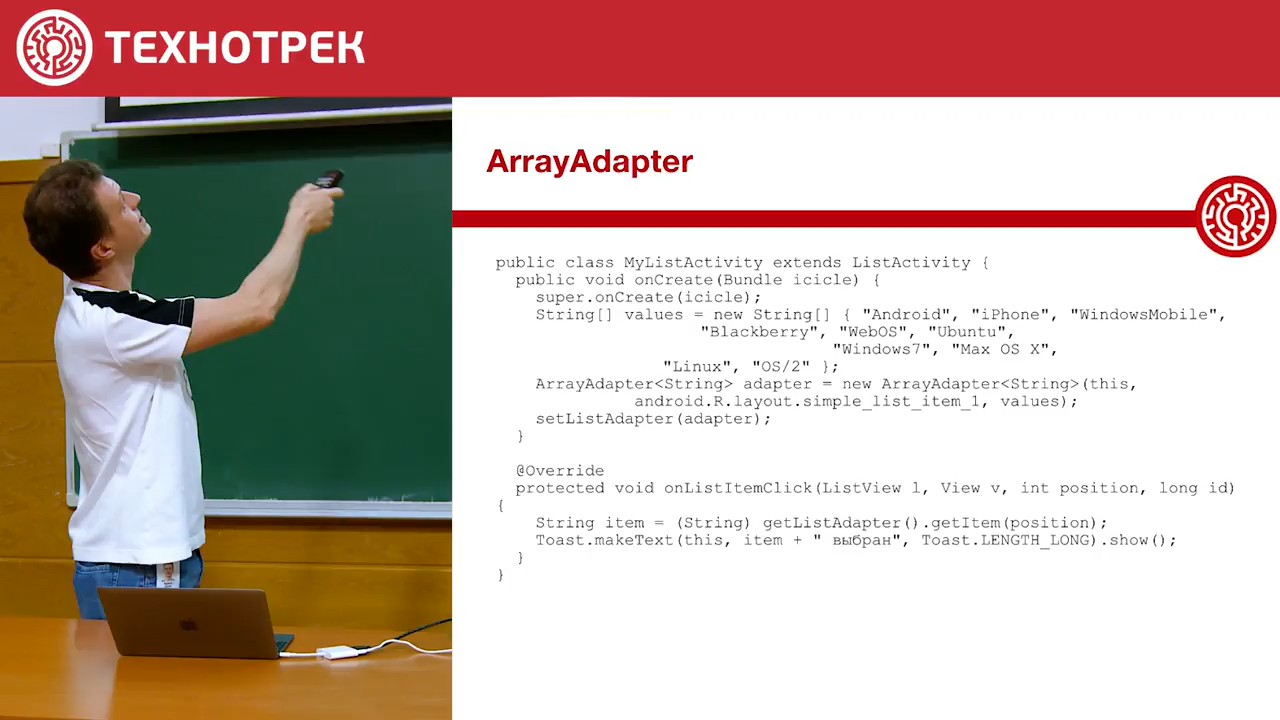 ТЕХНОТРЕК
ArrayAdapter
public class MyListActivity extends ListActivity {
public void onCreate(Bundle icicle) {
super.onCreate(icicle);
String[] values = new String[] { "Android", "iPhone", "WindowsMobile",
"Blackberry", "WebOS", "Ubuntu",
"Windows7", "Max OS X",
"Linux", "OS/2" };
ArrayAdapter<String> adapter = new ArrayAdapter<String>(this,
android.R.layout.simple_list_item_1, values);
setListAdapter(adapter);
}
@Override
protected void onListItemClick(ListView l, View v, int position, long id)
{
String item = (String) getListAdapter().getItem(position);
Toast.makeText(this, item + " выбран", Toast.LENGTH_LONG).show();
}
}